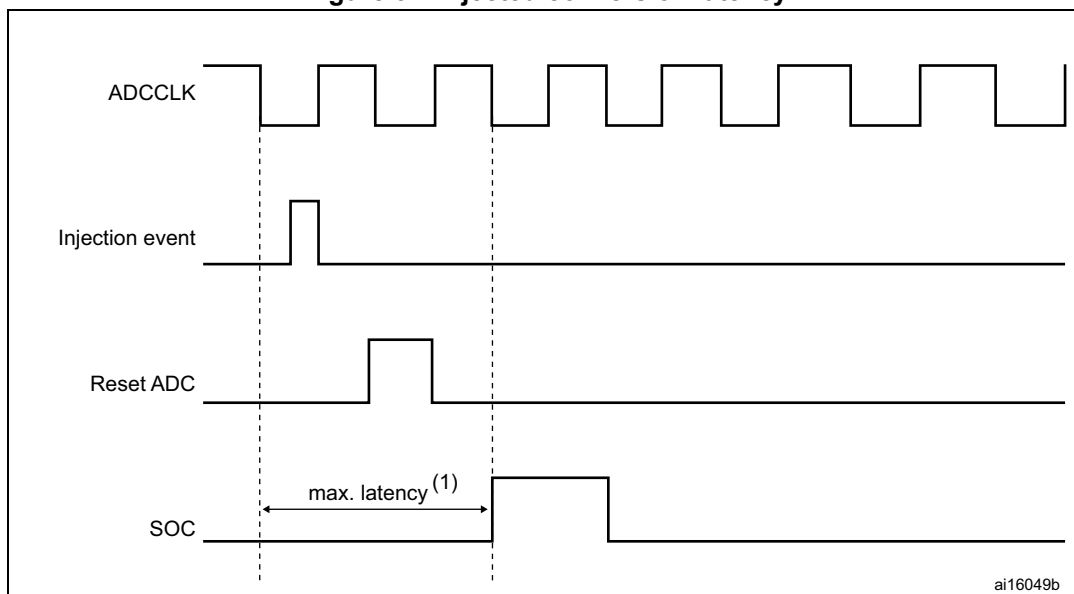 ADCCLK
Injection event
Reset ADC
max. latency (1)
SOC
ai16049b